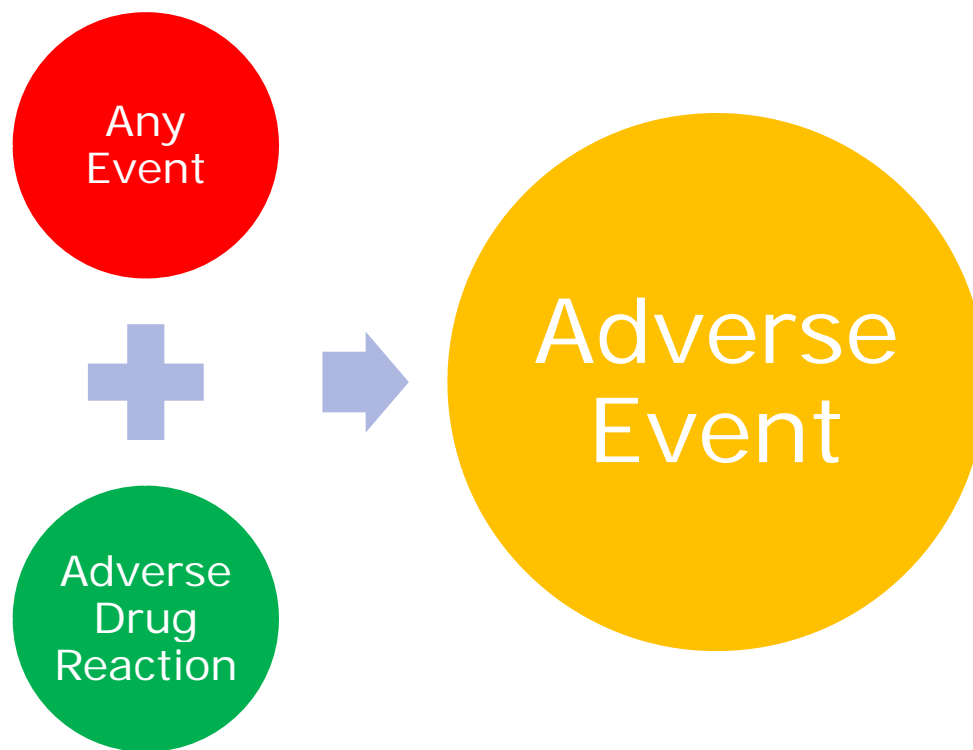 Any
Event
Adverse
Drug
Reaction
Adverse
Event